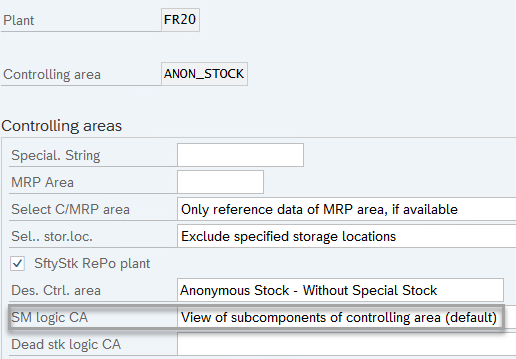 Plant FR20
Controlling area ANON_STOCK
Controlling areas
Special. String
MRP Area
Select C/MRP area Only reference data of MRP area, if available
Sel.. stor.loc. Exclude specified storage locations
SftyStk RePo plant
Des. Ctrl. area Anonymous Stock - Without Special Stock
SM logic CA View of subcomponents of controlling area (default)
Dead stk logic CA